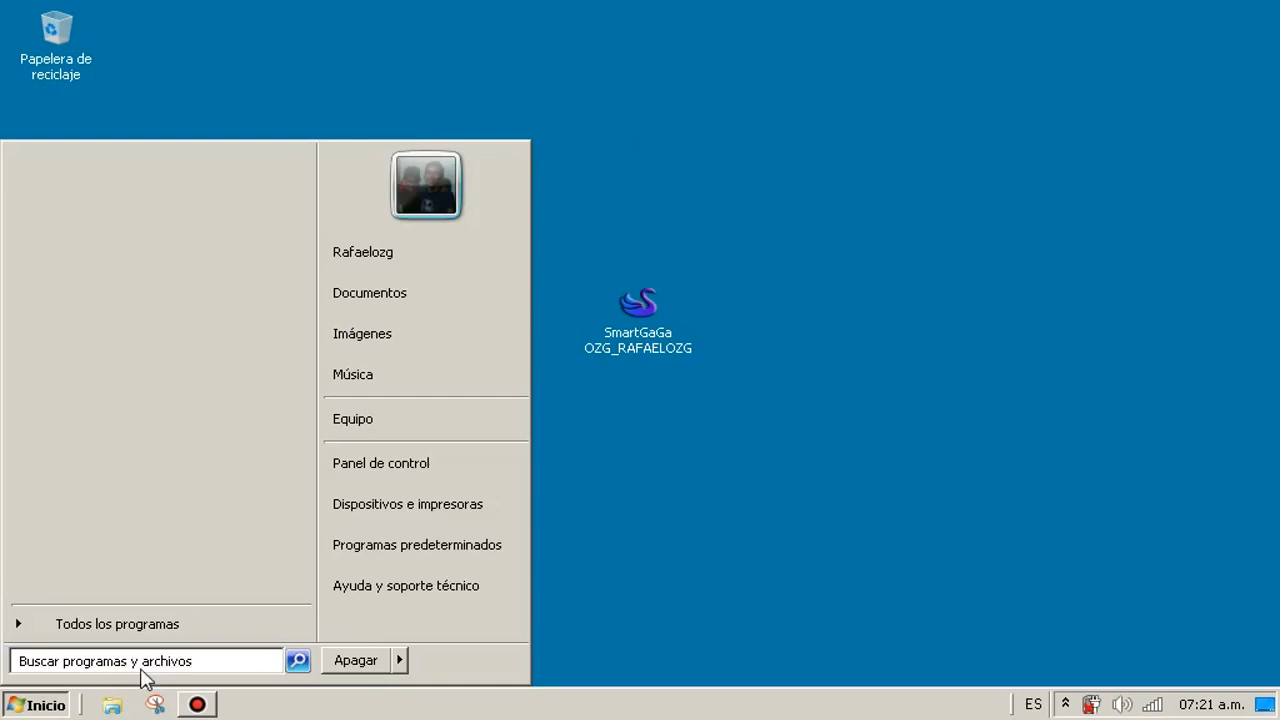 Papelera de
reciclaje
Rafaelozg
Documentos
Imágenes
Música
Equipo
Panel de control
Dispositivos e impresoras
Programas predeterminados
Ayuda y soporte técnico
SmartGaGa
OZG_RAFAELOZG
Todos los programas
Buscar programas y archivos
Apagar
Inicio
ES
07:21 a.m.